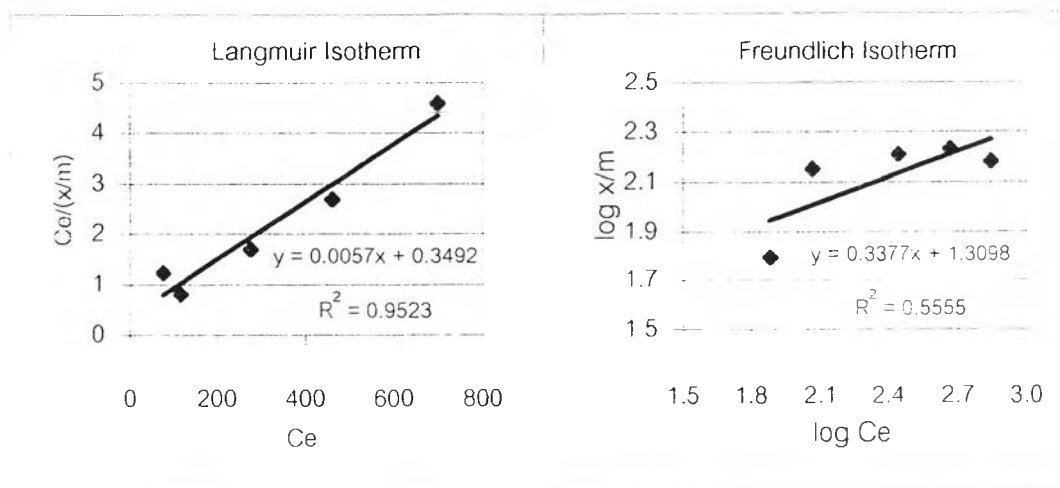 Langmuir Isotherm
5
4
3
2
1
0
Ce/(x/m)
y = 0.0057x + 0.3492
R² = 0.9523
0 200 400 600 800
Ce
Freundlich Isotherm
2.5
2.3
2.1
1.9
1.7
1.5
log x/m
y = 0.3377x + 1.3098
R² = 0.5555
1.5 1.8 2.1 2.4 2.7 3.0
log Ce